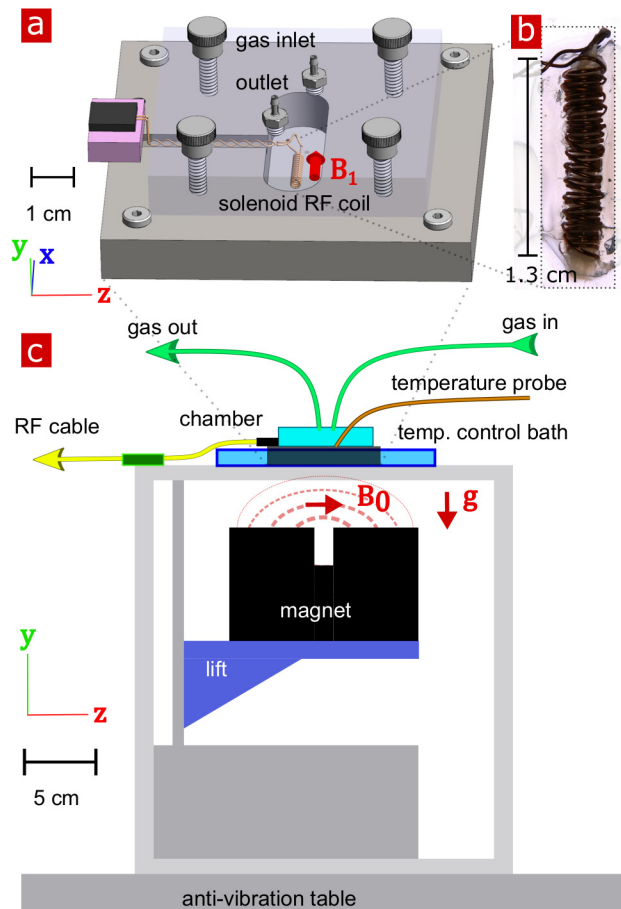 a
gas inlet
outlet
B1
solenoid RF coil
1 cm
y
x
z
b
1.3 cm
c
gas out
gas in
temperature probe
chamber
RF cable
temp. control bath
B0
g
magnet
lift
y
z
5 cm
anti-vibration table